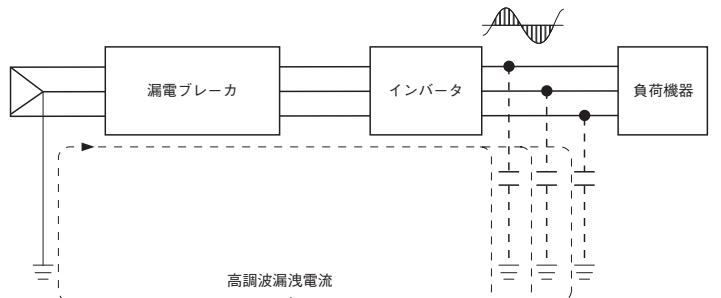 漏電ブレーカ
インバータ
負荷機器
高調波漏洩電流